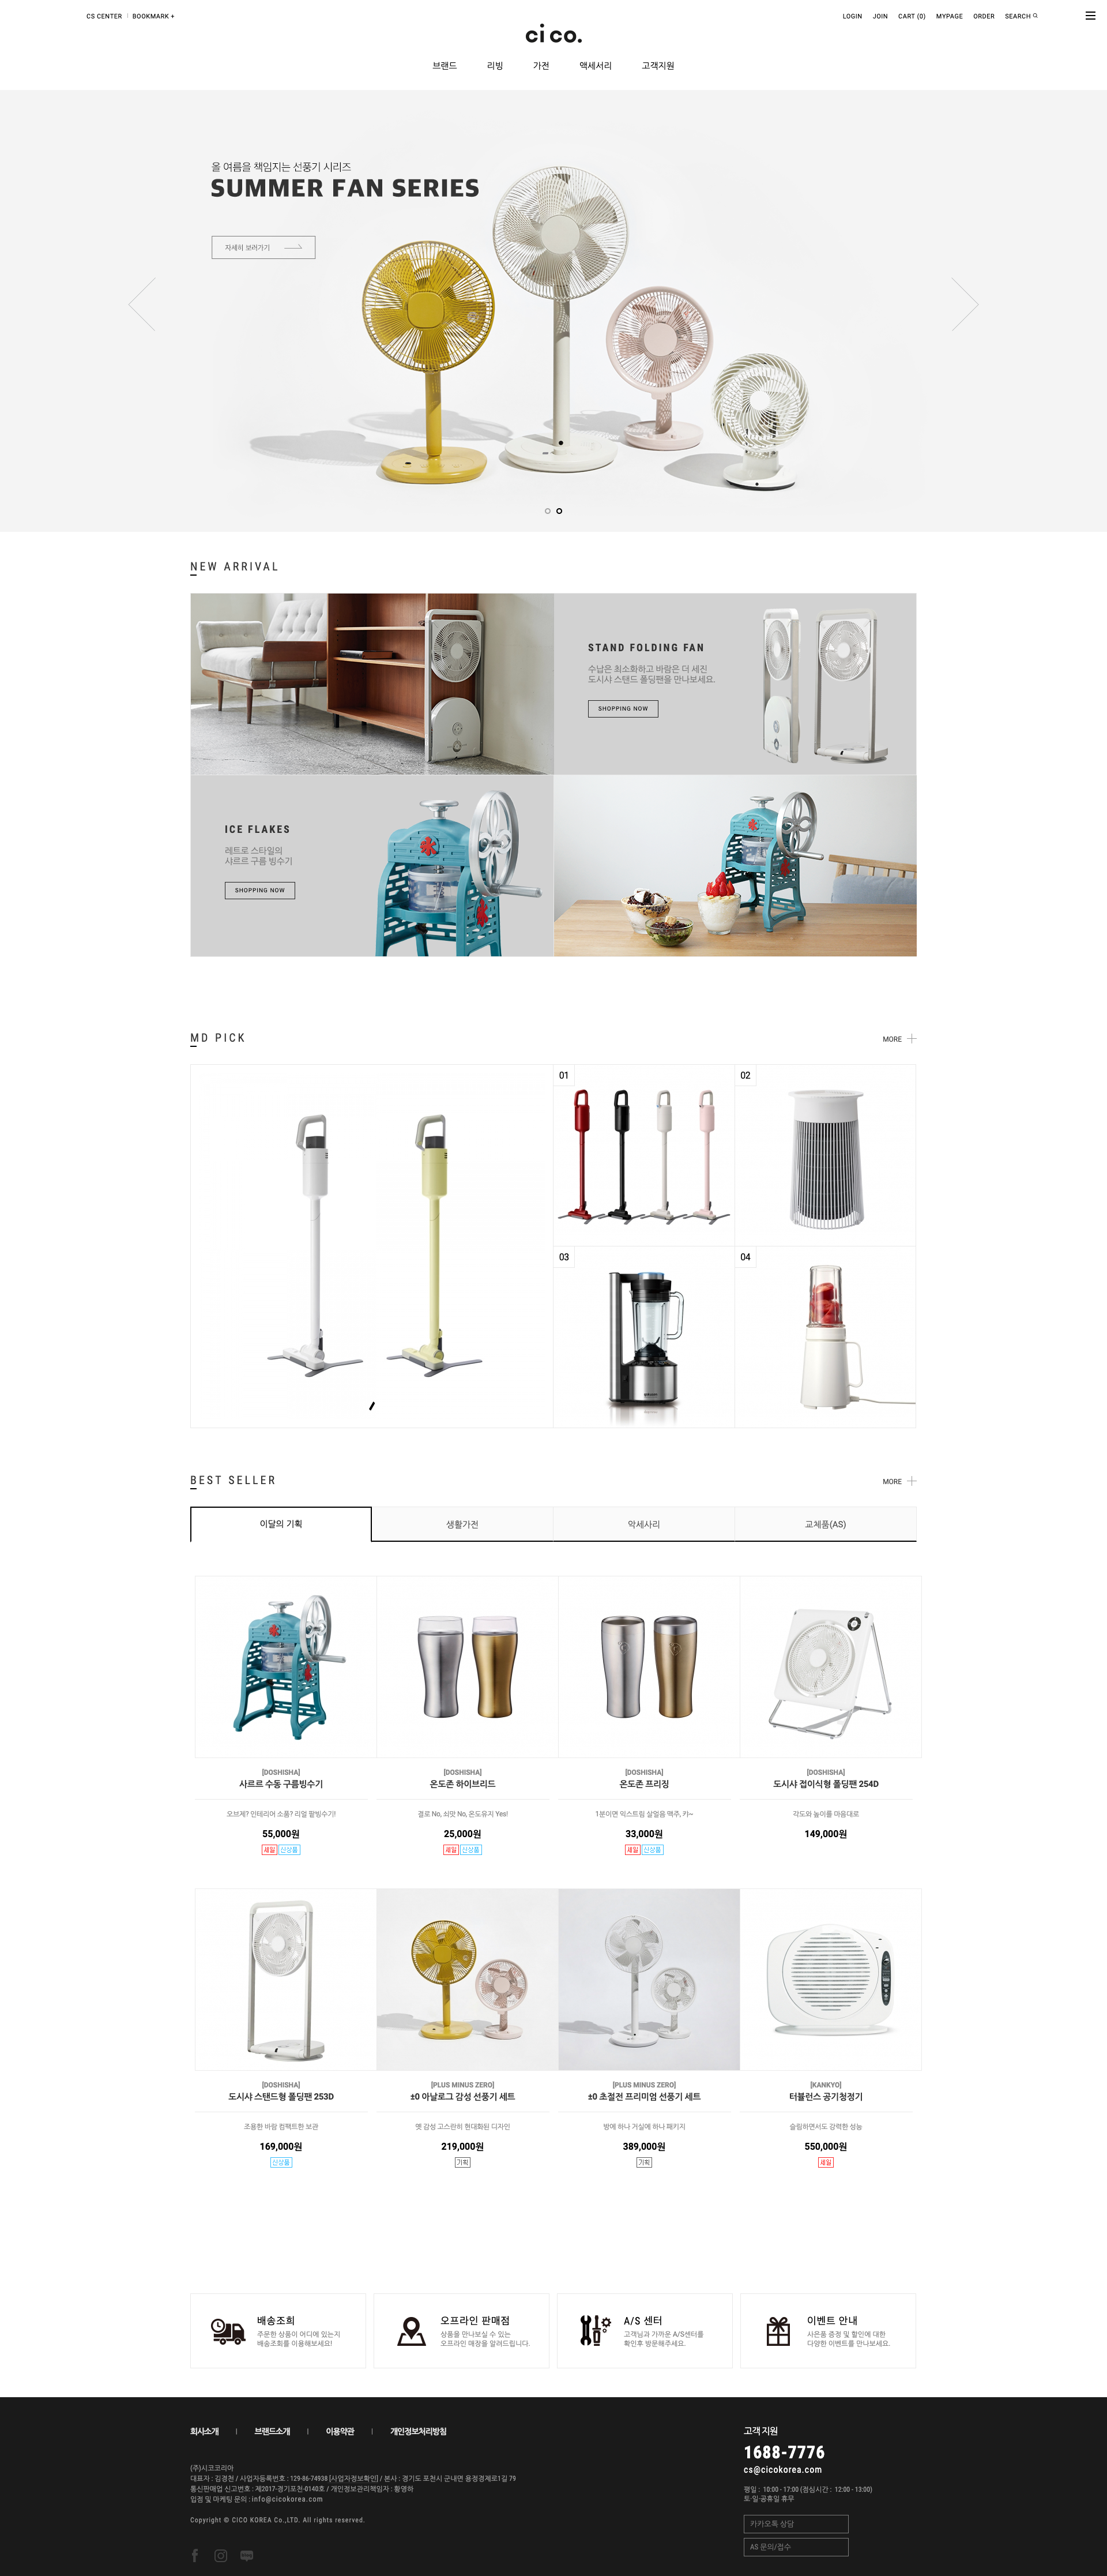 CS CENTER
BOOKMARK +
LOGIN
JOIN
CART (0)
MYPAGE
ORDER
SEARCH
ci co.
브랜드
리빙
가전
액세서리
고객지원
올 여름을 책임지는 선풍기 시리즈
SUMMER FAN SERIES
자세히 보러가기
NEW ARRIVAL
STAND FOLDING FAN
수납은 최소화하고 바람은 더 세진
도시샤 스탠드 폴딩팬을 만나보세요.
SHOPPING NOW
ICE FLAKES
레트로 스타일의
샤르르 구름 빙수기
SHOPPING NOW
MD PICK
MORE
01
02
03
04
BEST SELLER
MORE
이달의 기획
생활가전
악세사리
교체품(AS)
[DOSHISHA]
사르르 수동 구름빙수기
오브제? 인테리어 소품? 리얼 팥빙수기!
55,000원
세일 신상품
[DOSHISHA]
온도존 하이브리드
결로 No, 쇠맛 No, 온도유지 Yes!
25,000원
세일 신상품
[DOSHISHA]
온도존 프리징
1분이면 익스트림 살얼음 맥주, 캬~
33,000원
세일 신상품
[DOSHISHA]
도시샤 접이식형 폴딩팬 254D
각도와 높이를 마음대로
149,000원
[DOSHISHA]
도시샤 스탠드형 폴딩팬 253D
조용한 바람 컴팩트한 보관
169,000원
신상품
[PLUS MINUS ZERO]
±0 아날로그 감성 선풍기 세트
옛 감성 고스란히 현대화된 디자인
219,000원
기획
[PLUS MINUS ZERO]
±0 초절전 프리미엄 선풍기 세트
방에 하나 거실에 하나 패키지
389,000원
기획
[KANKYO]
터뷸런스 공기청정기
슬림하면서도 강력한 성능
550,000원
세일
배송조회
주문한 상품이 어디에 있는지
배송조회를 이용해보세요!
오프라인 판매점
상품을 만나보실 수 있는
오프라인 매장을 알려드립니다.
A/S 센터
고객님과 가까운 A/S센터를
확인후 방문해주세요.
이벤트 안내
사은품 증정 및 할인에 대한
다양한 이벤트를 만나보세요.
회사소개
브랜드소개
이용약관
개인정보처리방침
(주)시코코리아
대표자 : 김경천 / 사업자등록번호 : 129-86-74938 [사업자정보확인] / 본사 : 경기도 포천시 군내면 용정경제로1길 79
통신판매업 신고번호 : 제2017-경기포천-0140호 / 개인정보관리책임자 : 황명하
입점 및 마케팅 문의 : info@cicokorea.com
Copyright © CICO KOREA Co.,LTD. All rights reserved.
고객 지원
1688-7776
cs@cicokorea.com
평일 : 10:00 - 17:00 (점심시간 : 12:00 - 13:00)
토·일·공휴일 휴무
카카오톡 상담
AS 문의/접수